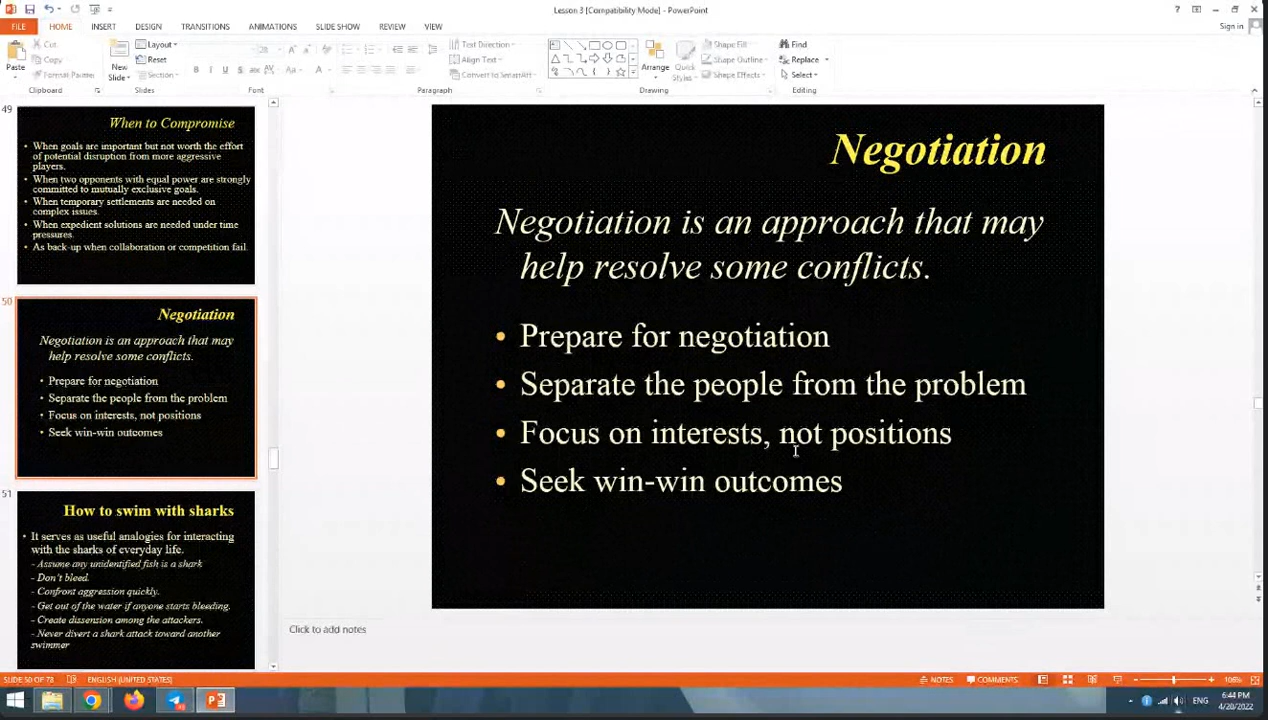 Lesson 3 [Compatibility Mode] - PowerPoint
FILE HOME INSERT DESIGN TRANSITIONS ANIMATIONS SLIDE SHOW REVIEW VIEW
Sign in
Paste
Cut
Copy
Format Painter
Clipboard
New
Slide
Layout
Reset
Section
Slides
Font
Text Direction
Align Text
Convert to SmartArt
Paragraph
Arrange
Quick
Styles
Shape Fill
Shape Outline
Shape Effects
Drawing
Find
Replace
Select
Editing
49
When to Compromise
• When goals are important but not worth the effort
of potential disruption from more aggressive
players.
• When two opponents with equal power are strongly
committed to mutually exclusive goals.
• When temporary settlements are needed on
complex issues.
• When expedient solutions are needed under time
pressures.
• As back-up when collaboration or competition fail.
50
Negotiation
Negotiation is an approach that may
help resolve some conflicts.
• Prepare for negotiation
• Separate the people from the problem
• Focus on interests, not positions
• Seek win-win outcomes
51
How to swim with sharks
• It serves as useful analogies for interacting
with the sharks of everyday life.
- Assume any unidentified fish is a shark
- Don't bleed.
- Confront aggression quickly.
- Get out of the water if anyone starts bleeding.
- Create dissension among the attackers.
- Never divert a shark attack toward another
swimmer
Negotiation
Negotiation is an approach that may
help resolve some conflicts.
• Prepare for negotiation
• Separate the people from the problem
• Focus on interests, not positions
• Seek win-win outcomes
Click to add notes
SLIDE 50 OF 73 ENGLISH (UNITED STATES) NOTES COMMENTS 106%
ENG
6:44 PM
4/20/2022